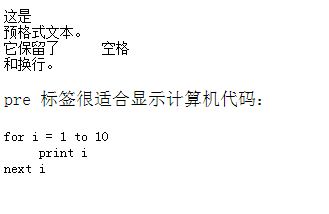 这是
预格式文本。
它保留了      空格
和换行。
pre 标签很适合显示计算机代码：
for i = 1 to 10
     print i
next i